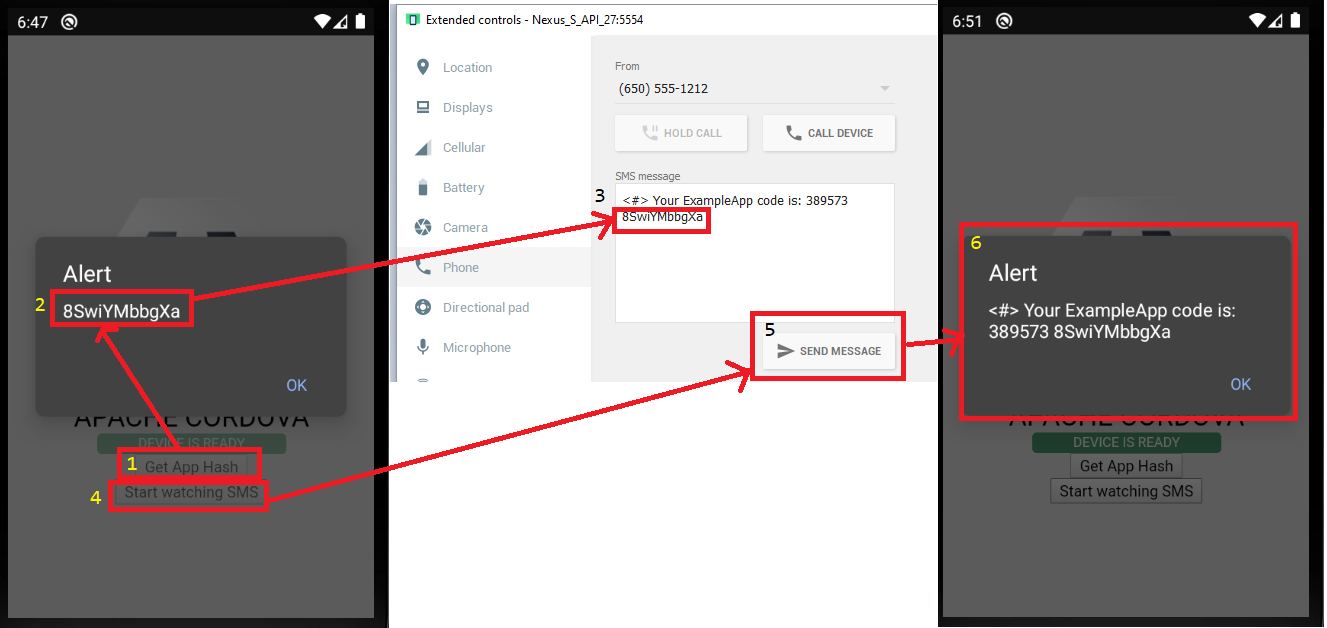 6:47
Alert
2
8SwiYMbbgXa
OK
APACHE CORDOVA
DEVICE IS READY
1
Get App Hash
4
Start watching SMS
Extended controls - Nexus_S_API_27:5554
Location
Displays
Cellular
Battery
Camera
Phone
Directional pad
Microphone
From
(650) 555-1212
HOLD CALL
CALL DEVICE
SMS message
3
<#> Your ExampleApp code is: 389573
8SwiYMbbgXa
5
SEND MESSAGE
6:51
6
Alert
<#> Your ExampleApp code is:
389573 8SwiYMbbgXa
OK
APACHE CORDOVA
DEVICE IS READY
Get App Hash
Start watching SMS